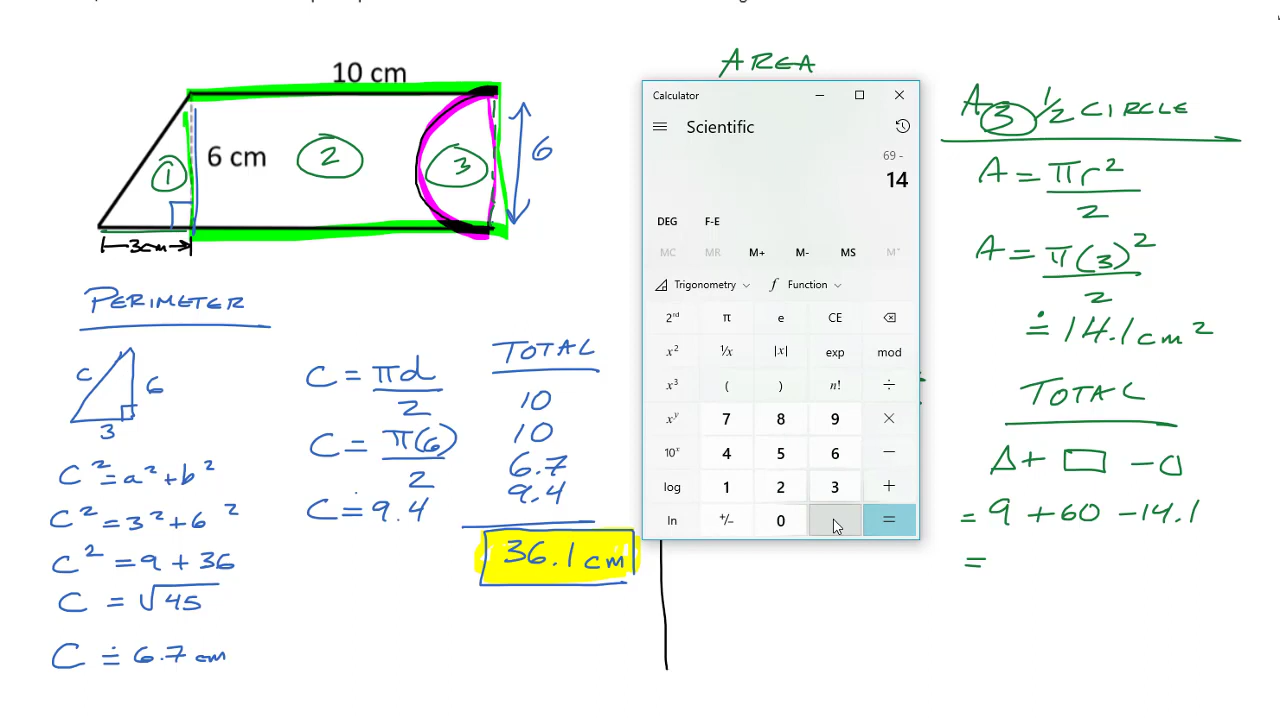 10 cm
6 cm
1
2
3
6
3cm
PERIMETER
c
6
3
C² = a² + b²
C² = 3² + 6²
C² = 9 + 36
C = √45
C ≐ 6.7 cm
C = πd/2
C = π(6)/2
C ≐ 9.4
TOTAL
10
10
6.7
9.4
36.1 cm
AREA
Calculator
Scientific
69 -
14
DEG F-E
MC MR M+ M- MS M˅
Trigonometry f Function
2nd π e CE
x² ¹/x |x| exp mod
x³ ( ) n! ÷
xʸ 7 8 9 ×
10ˣ 4 5 6 −
log 1 2 3 +
ln +/− 0 =
A3 1/2 CIRCLE
A = πr²/2
A = π(3)²/2
≐ 14.1cm²
TOTAL
Δ + ▭ − D
= 9 + 60 − 14.1
=